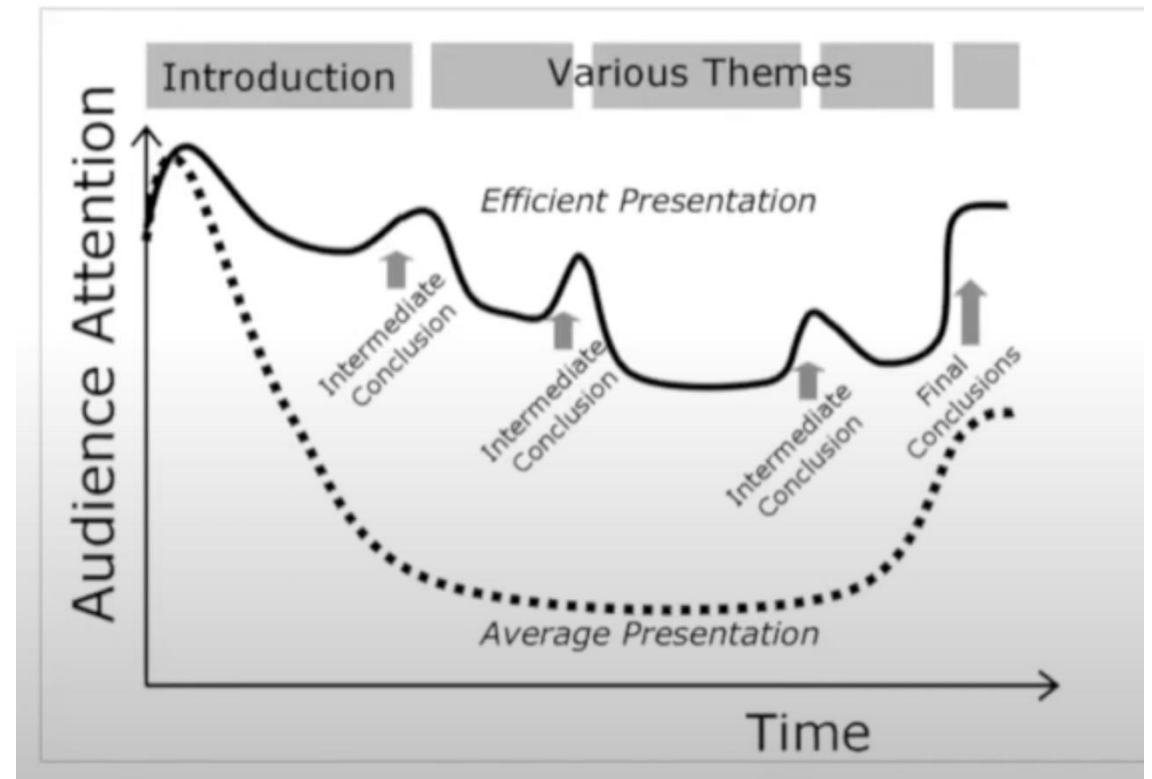 Introduction
Various Themes
Audience Attention
Efficient Presentation
Intermediate
Conclusion
Intermediate
Conclusion
Intermediate
Conclusion
Final
Conclusions
Average Presentation
Time